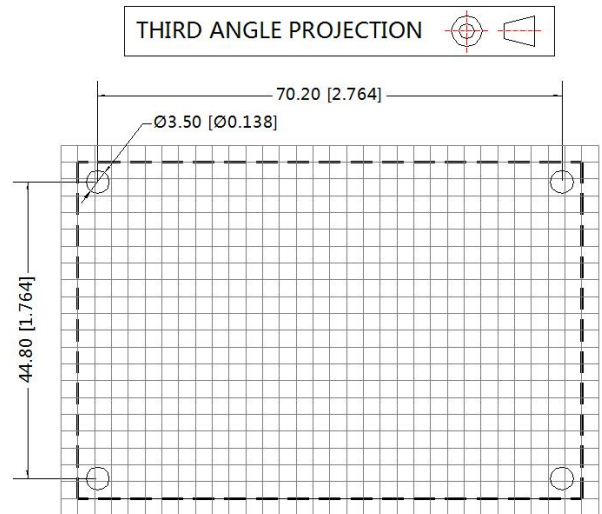 THIRD ANGLE PROJECTION
70.20 [2.764]
Ø3.50 [Ø0.138]
44.80 [1.764]